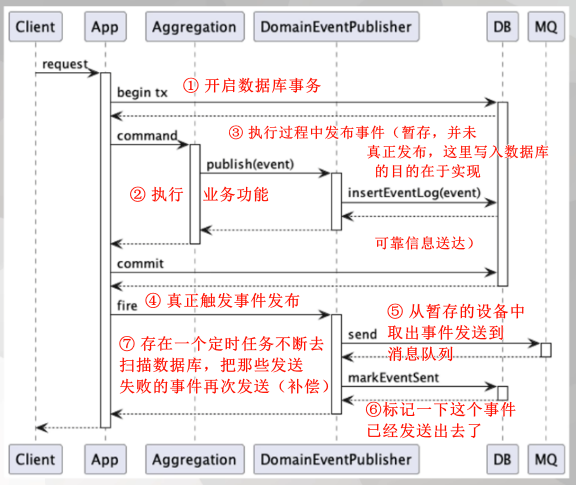 Client App Aggregation DomainEventPublisher DB MQ
request
begin tx
① 开启数据库事务
command
③ 执行过程中发布事件（暂存，并未
真正发布，这里写入数据库
的目的在于实现
publish(event)
② 执行 业务功能
insertEventLog(event)
可靠信息送达）
commit
fire
④ 真正触发事件发布
⑤ 从暂存的设备中
取出事件发送到
消息队列
send
⑦ 存在一个定时任务不断去
扫描数据库，把那些发送
失败的事件再次发送（补偿）
markEventSent
⑥标记一下这个事件
已经发送出去了
Client App Aggregation DomainEventPublisher DB MQ